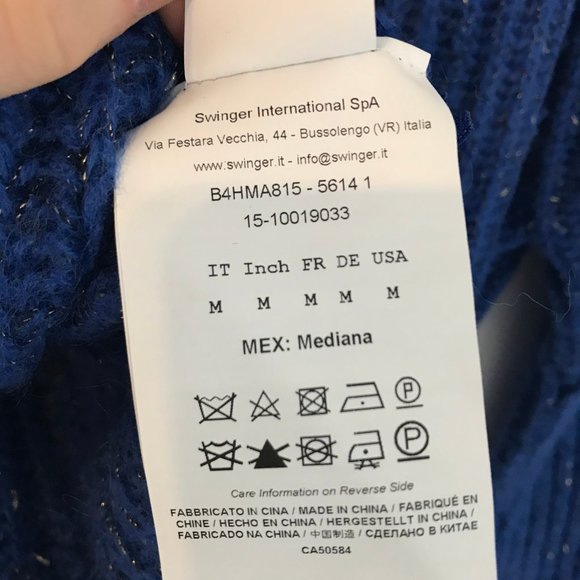 Swinger International SpA
Via Festara Vecchia, 44 - Bussolengo (VR) Italia
www.swinger.it - info@swinger.it
B4HMA815 - 5614 1
15-10019033
IT Inch FR DE USA
M M M M M
MEX: Mediana
P
P
Care Information on Reverse Side
FABBRICATO IN CINA / MADE IN CHINA / FABRIQUÉ EN
CHINE / HECHO EN CHINA / HERGESTELLT IN CHINA /
FABRICADO NA CHINA / 中国制造 / СДЕЛАНО В КИТАЕ
CA50584